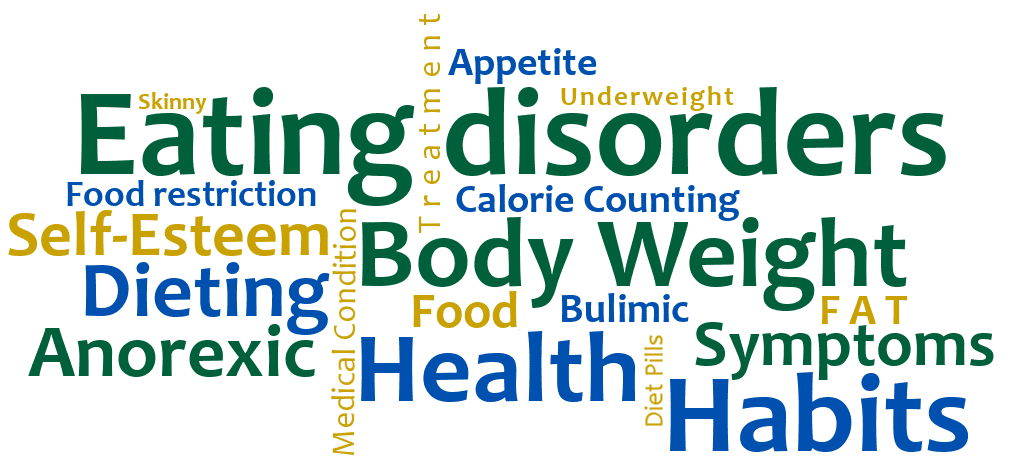 Appetite
Skinny
Underweight
Treatment
Eating disorders
Food restriction
Calorie Counting
Self-Esteem
Medical Condition
Body Weight
Dieting
Food
Bulimic
FAT
Anorexic
Health
Diet Pills
Symptoms
Habits